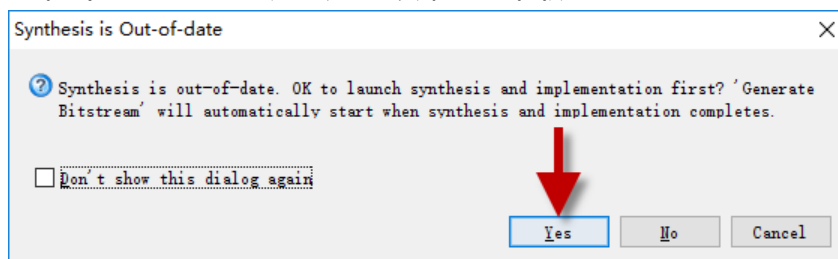 Synthesis is Out-of-date
Synthesis is out-of-date. OK to launch synthesis and implementation first? 'Generate
Bitstream' will automatically start when synthesis and implementation completes.
Don't show this dialog again
Yes No Cancel